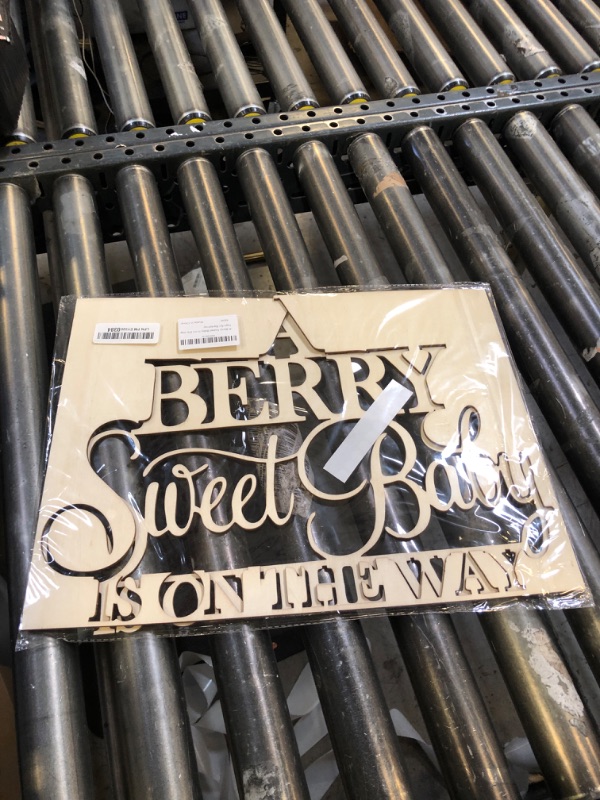 A
BERRY
Sweet Baby
IS ON THE WAY